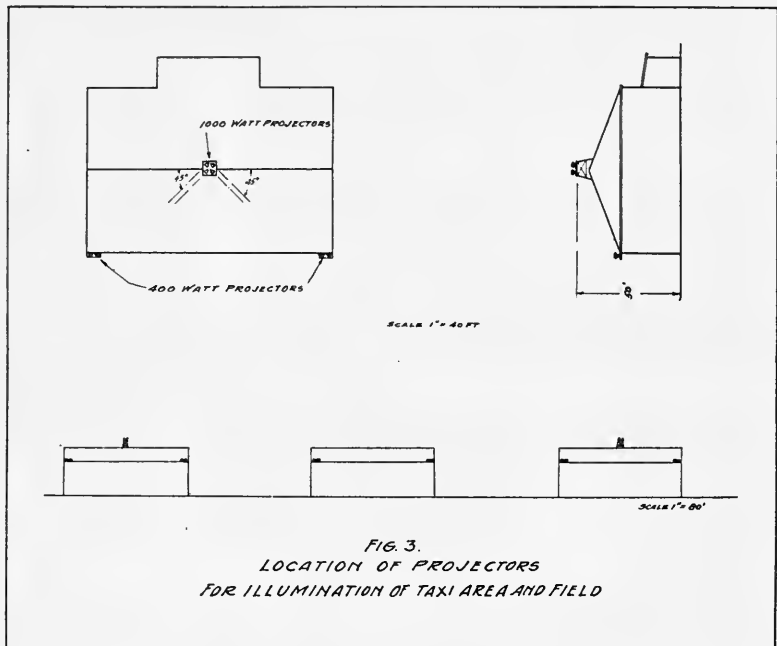 1000 WATT PROJECTORS
45°
45°
400 WATT PROJECTORS
SCALE 1" = 40 FT
SCALE 1" = 80'
FIG. 3.
LOCATION OF PROJECTORS
FOR ILLUMINATION OF TAXI AREA AND FIELD